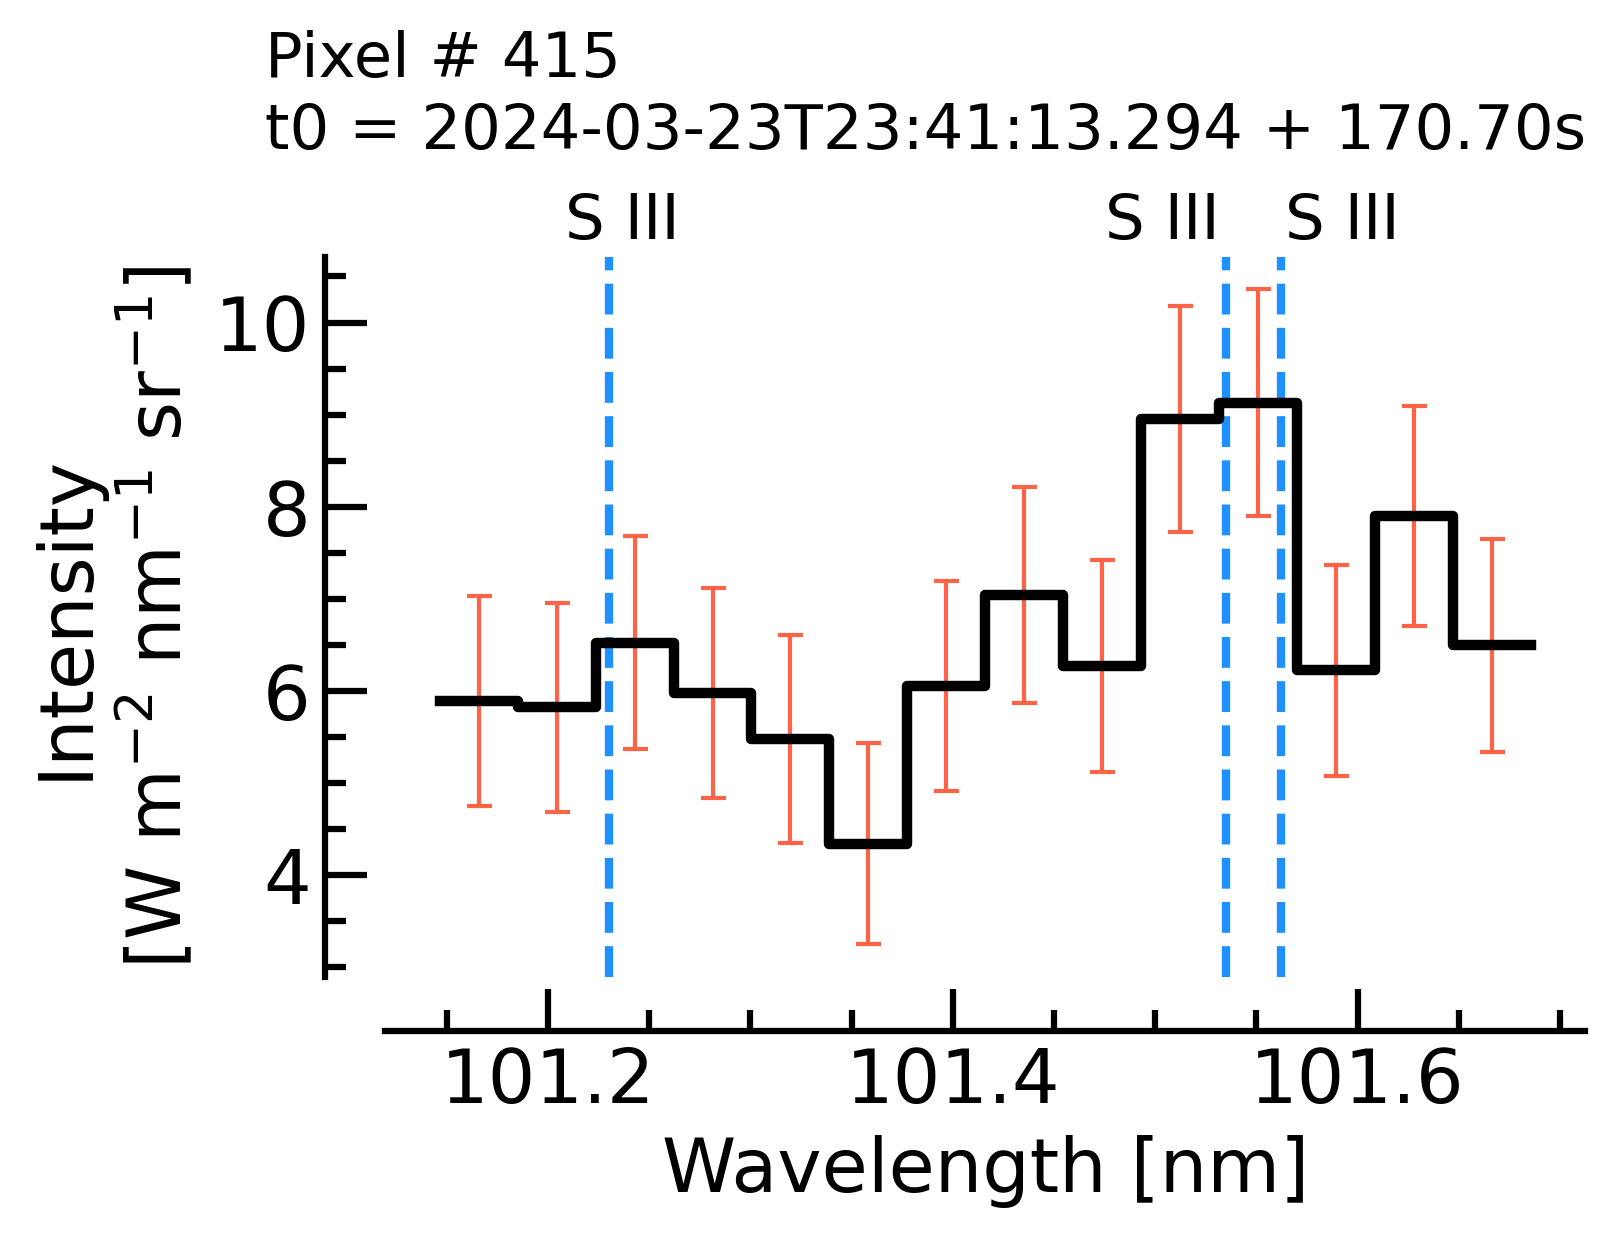 Pixel # 415
t0 = 2024-03-23T23:41:13.294 + 170.70s
S III S III S III
10
8
6
4
Intensity
[W m⁻² nm⁻¹ sr⁻¹]
101.2 101.4 101.6
Wavelength [nm]